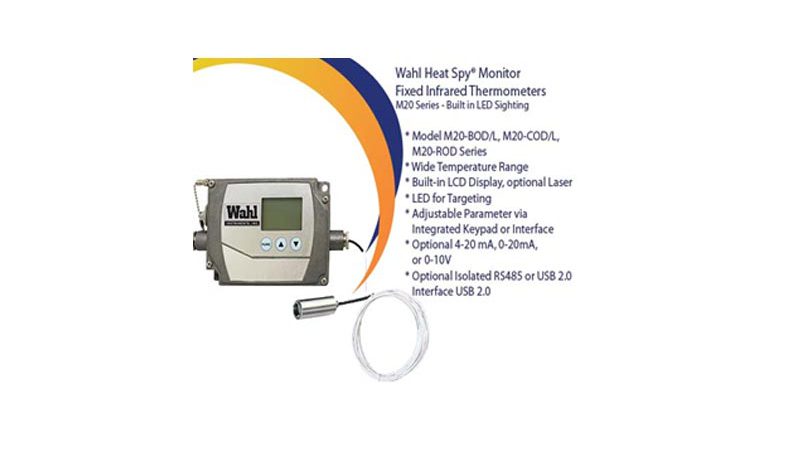 Wahl Heat Spy® Monitor
Fixed Infrared Thermometers
M20 Series - Built in LED Sighting
* Model M20-BOD/L, M20-COD/L,
M20-ROD Series
* Wide Temperature Range
* Built-in LCD Display, optional Laser
* LED for Targeting
* Adjustable Parameter via
Integrated Keypad or Interface
* Optional 4-20 mA, 0-20mA,
or 0-10V
* Optional Isolated RS485 or USB 2.0
Interface USB 2.0
Wahl